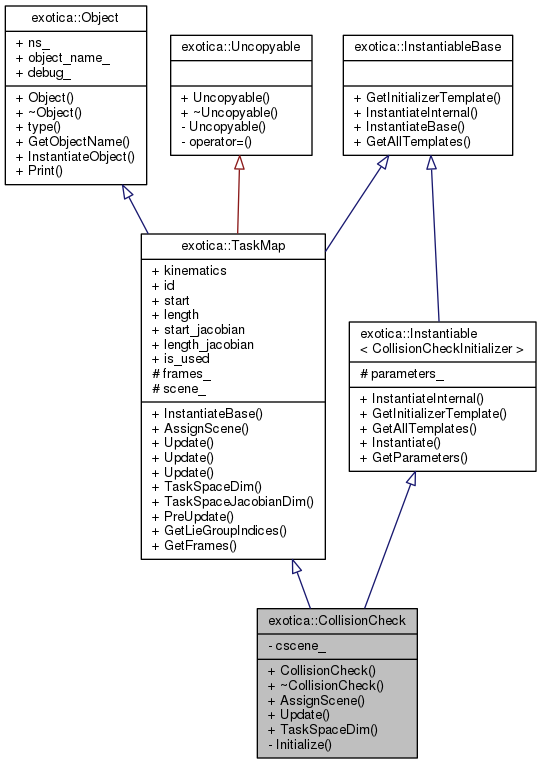 exotica::Object
+ ns_
+ object_name_
+ debug_
+ Object()
+ ~Object()
+ type()
+ GetObjectName()
+ InstantiateObject()
+ Print()
exotica::Uncopyable
+ Uncopyable()
+ ~Uncopyable()
- Uncopyable()
- operator=()
exotica::InstantiableBase
+ GetInitializerTemplate()
+ InstantiateInternal()
+ InstantiateBase()
+ GetAllTemplates()
exotica::TaskMap
+ kinematics
+ id
+ start
+ length
+ start_jacobian
+ length_jacobian
+ is_used
# frames_
# scene_
+ InstantiateBase()
+ AssignScene()
+ Update()
+ Update()
+ Update()
+ TaskSpaceDim()
+ TaskSpaceJacobianDim()
+ PreUpdate()
+ GetLieGroupIndices()
+ GetFrames()
exotica::Instantiable
< CollisionCheckInitializer >
# parameters_
+ InstantiateInternal()
+ GetInitializerTemplate()
+ GetAllTemplates()
+ Instantiate()
+ GetParameters()
exotica::CollisionCheck
- cscene_
+ CollisionCheck()
+ ~CollisionCheck()
+ AssignScene()
+ Update()
+ TaskSpaceDim()
- Initialize()